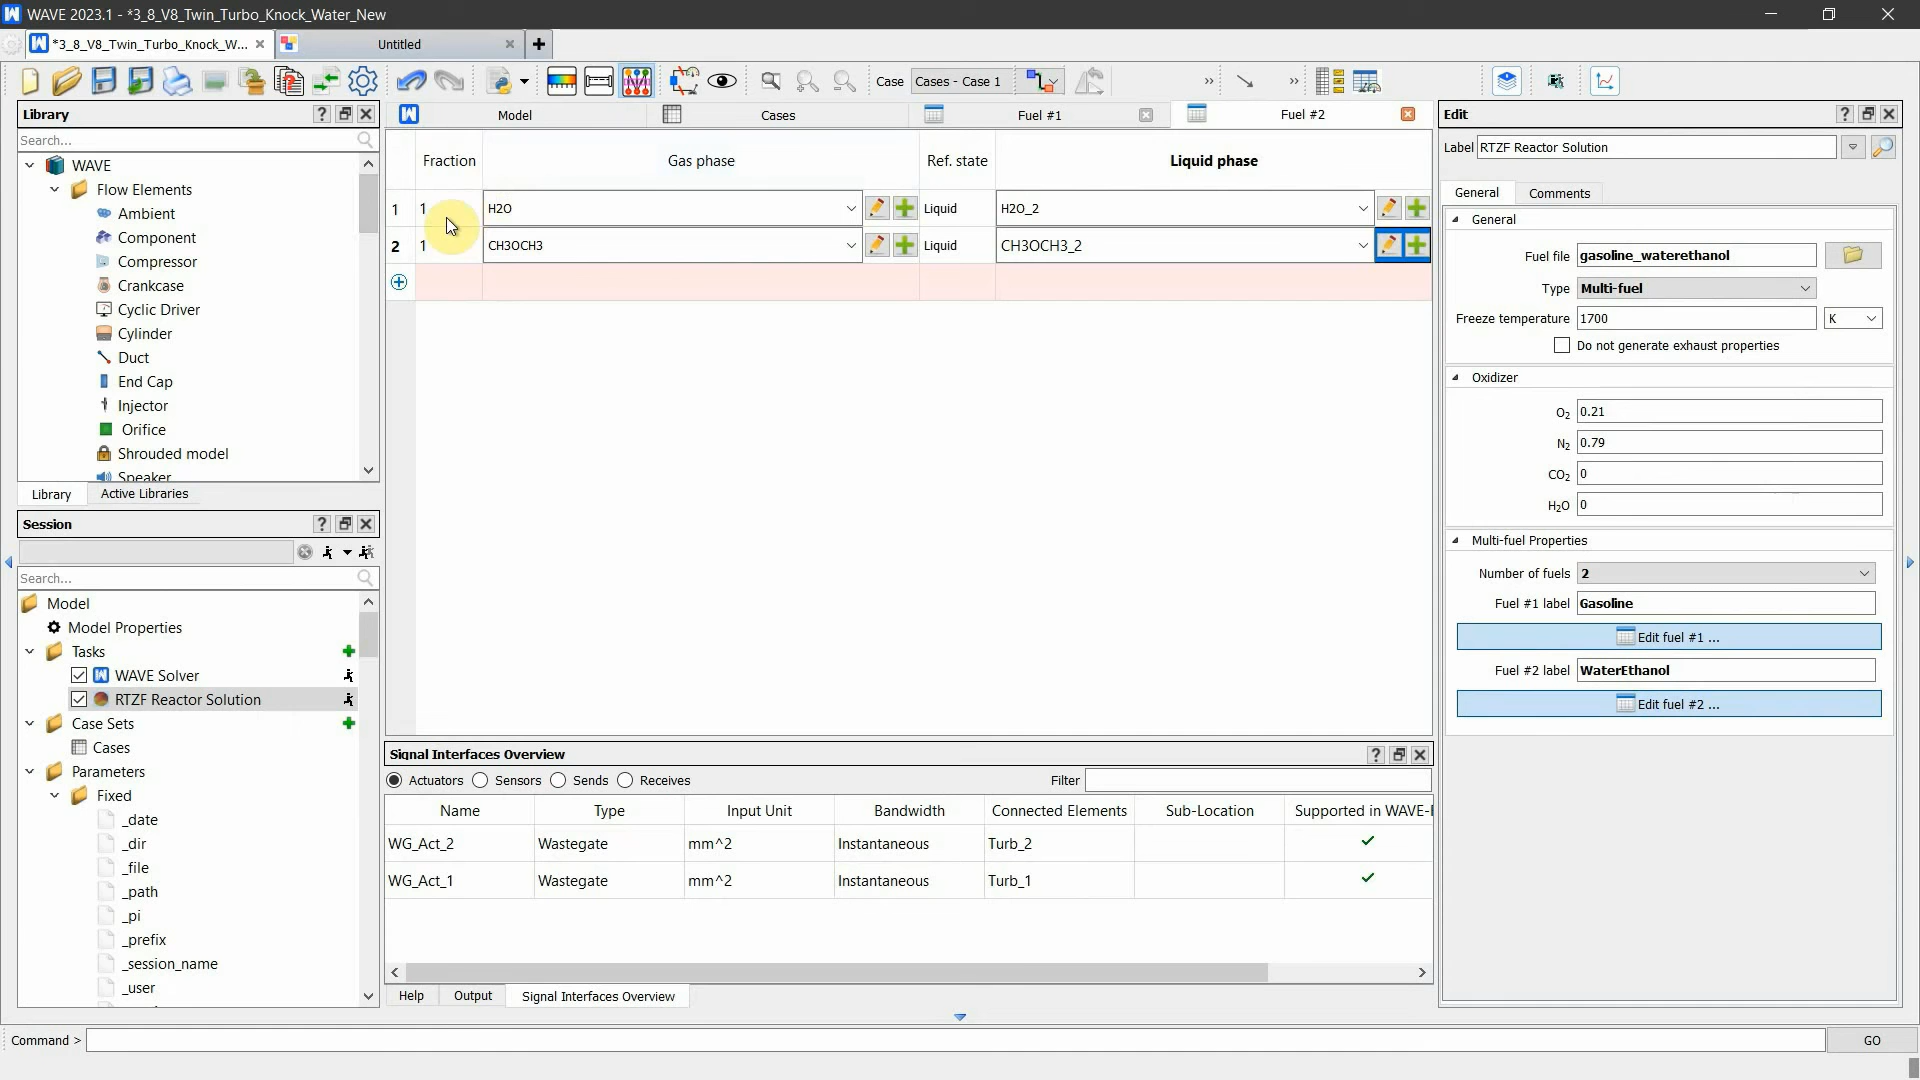 WAVE 2023.1 - *3_8_V8_Twin_Turbo_Knock_Water_New
*3_8_V8_Twin_Turbo_Knock_W...
Untitled
Case
Cases - Case 1
Library
Search...
WAVE
Flow Elements
Ambient
Component
Compressor
Crankcase
Cyclic Driver
Cylinder
Duct
End Cap
Injector
Orifice
Shrouded model
Speaker
Library
Active Libraries
Session
Search...
Model
Model Properties
Tasks
WAVE Solver
RTZF Reactor Solution
Case Sets
Cases
Parameters
Fixed
_date
_dir
_file
_path
_pi
_prefix
_session_name
_user
Model
Cases
Fuel #1
Fuel #2
Fraction
Gas phase
Ref. state
Liquid phase
1
1
H2O
Liquid
H2O_2
2
1
CH3OCH3
Liquid
CH3OCH3_2
Signal Interfaces Overview
Actuators
Sensors
Sends
Receives
Filter
Name
Type
Input Unit
Bandwidth
Connected Elements
Sub-Location
Supported in WAVE-
WG_Act_2
Wastegate
mm^2
Instantaneous
Turb_2
WG_Act_1
Wastegate
mm^2
Instantaneous
Turb_1
Help
Output
Signal Interfaces Overview
Edit
Label
RTZF Reactor Solution
General
Comments
General
Fuel file
gasoline_waterethanol
Type
Multi-fuel
Freeze temperature
1700
K
Do not generate exhaust properties
Oxidizer
O₂
0.21
N₂
0.79
CO₂
0
H₂O
0
Multi-fuel Properties
Number of fuels
2
Fuel #1 label
Gasoline
Edit fuel #1 ...
Fuel #2 label
WaterEthanol
Edit fuel #2 ...
Command >
GO